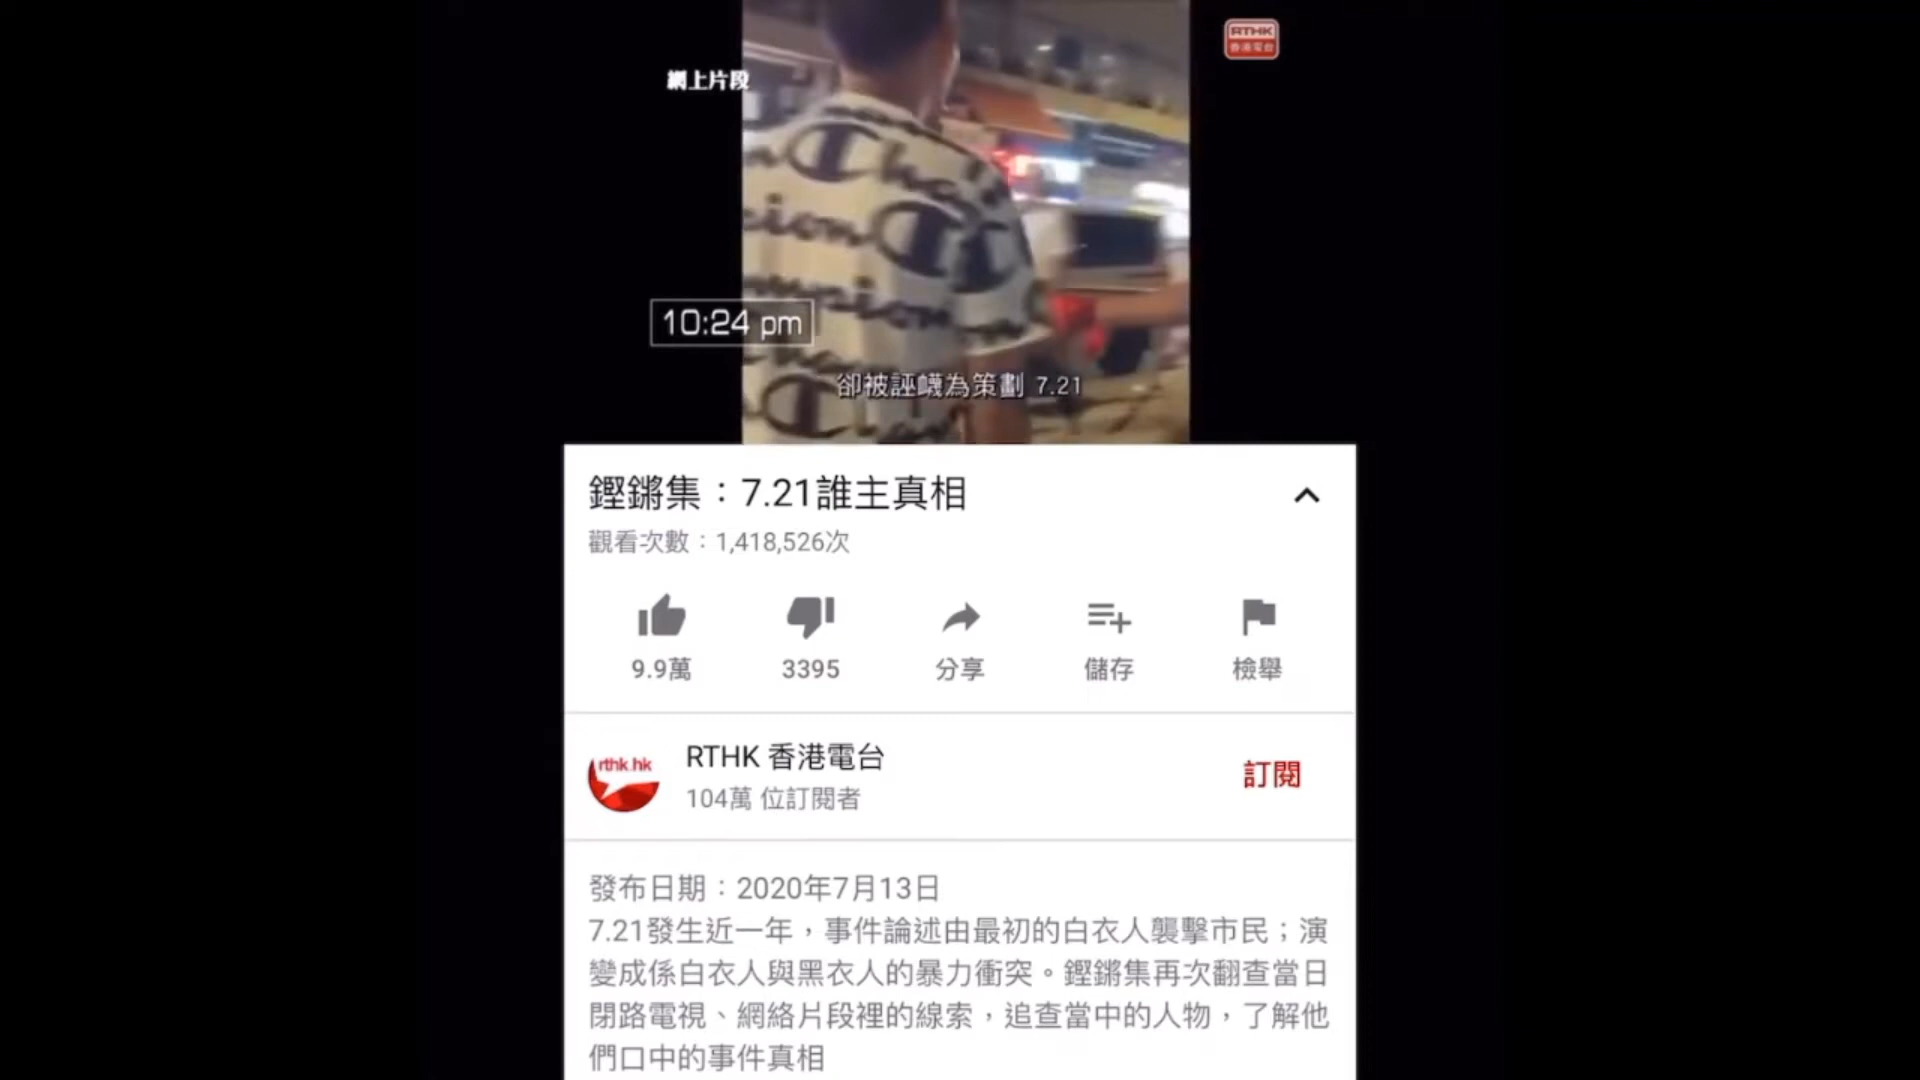 RTHK
香港電台
網上片段
Champion
10:24 pm
卻被誣衊為策劃 7.21
鏗鏘集：7.21誰主真相
觀看次數：1,418,526次
9.9萬 3395 分享 儲存 檢舉
rthk.hk
RTHK 香港電台
104萬 位訂閱者
訂閱
發布日期：2020年7月13日
7.21發生近一年，事件論述由最初的白衣人襲擊市民；演
變成係白衣人與黑衣人的暴力衝突。鏗鏘集再次翻查當日
閉路電視、網絡片段裡的線索，追查當中的人物，了解他
們口中的事件真相